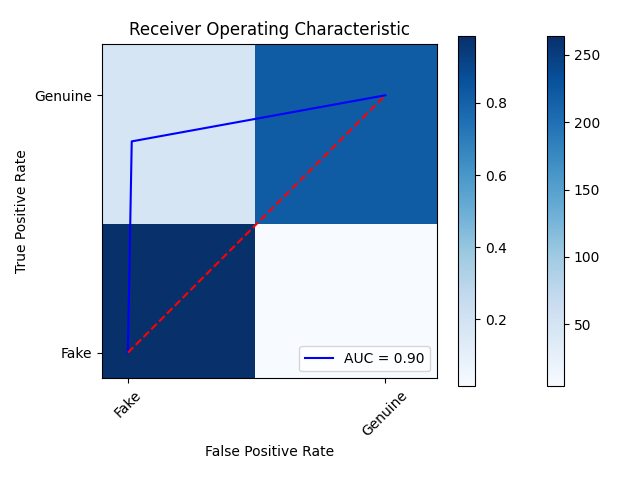 Receiver Operating Characteristic
True Positive Rate
Genuine
Fake
AUC = 0.90
Fake
Genuine
False Positive Rate
0.8
0.6
0.4
0.2
250
200
150
100
50